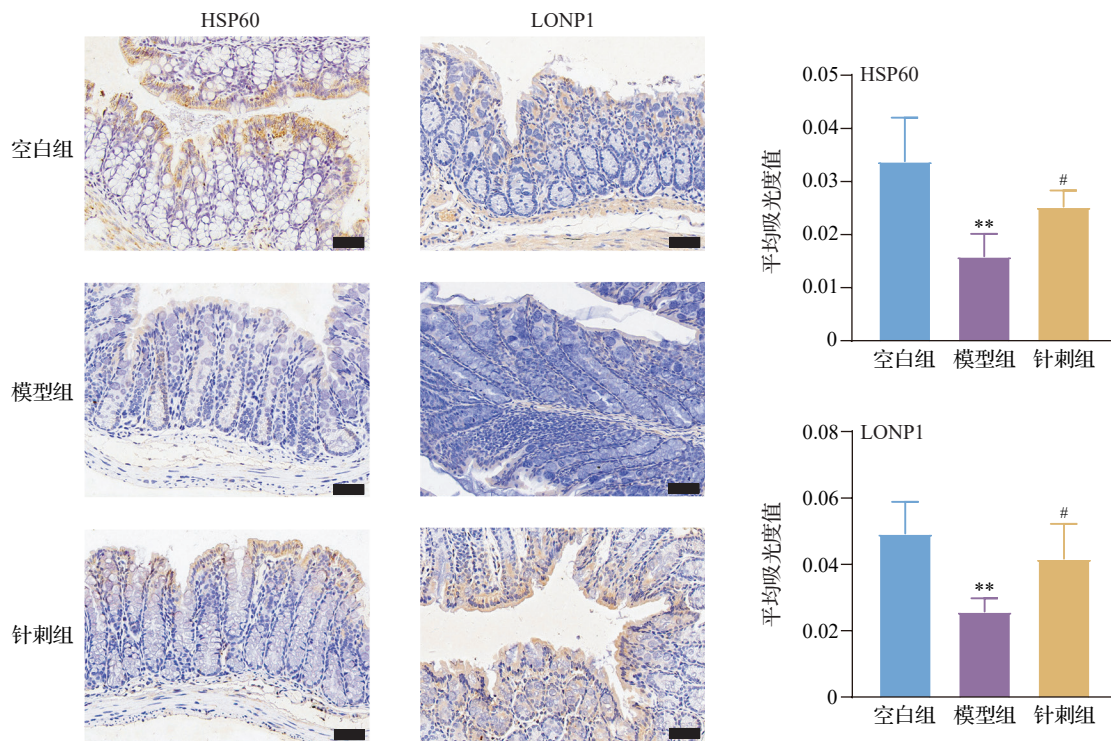 HSP60
LONP1
空白组
模型组
针刺组
HSP60
平均吸光度值
0.05
0.04
0.03
0.02
0.01
0
**
#
空白组
模型组
针刺组
LONP1
平均吸光度值
0.08
0.06
0.04
0.02
0
**
#
空白组
模型组
针刺组